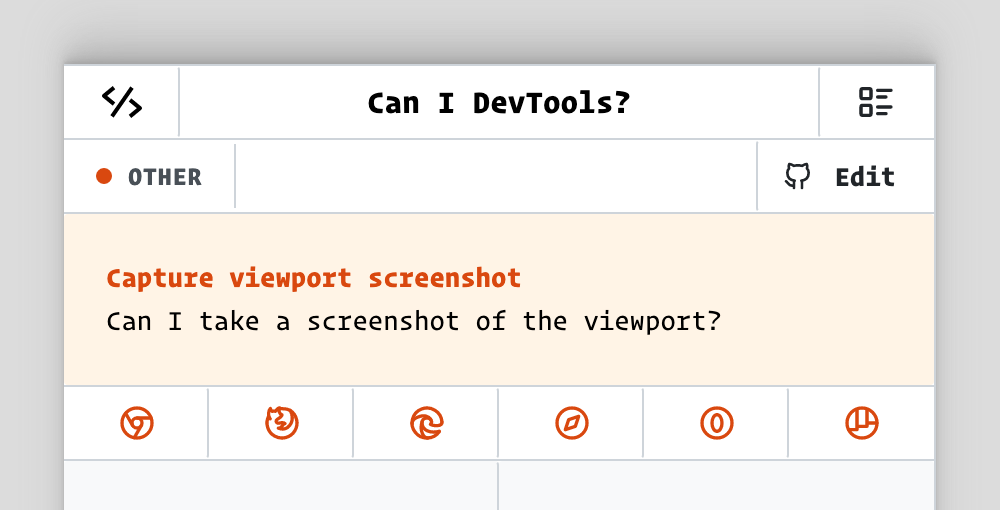 Can I DevTools?
OTHER
Edit
Capture viewport screenshot
Can I take a screenshot of the viewport?